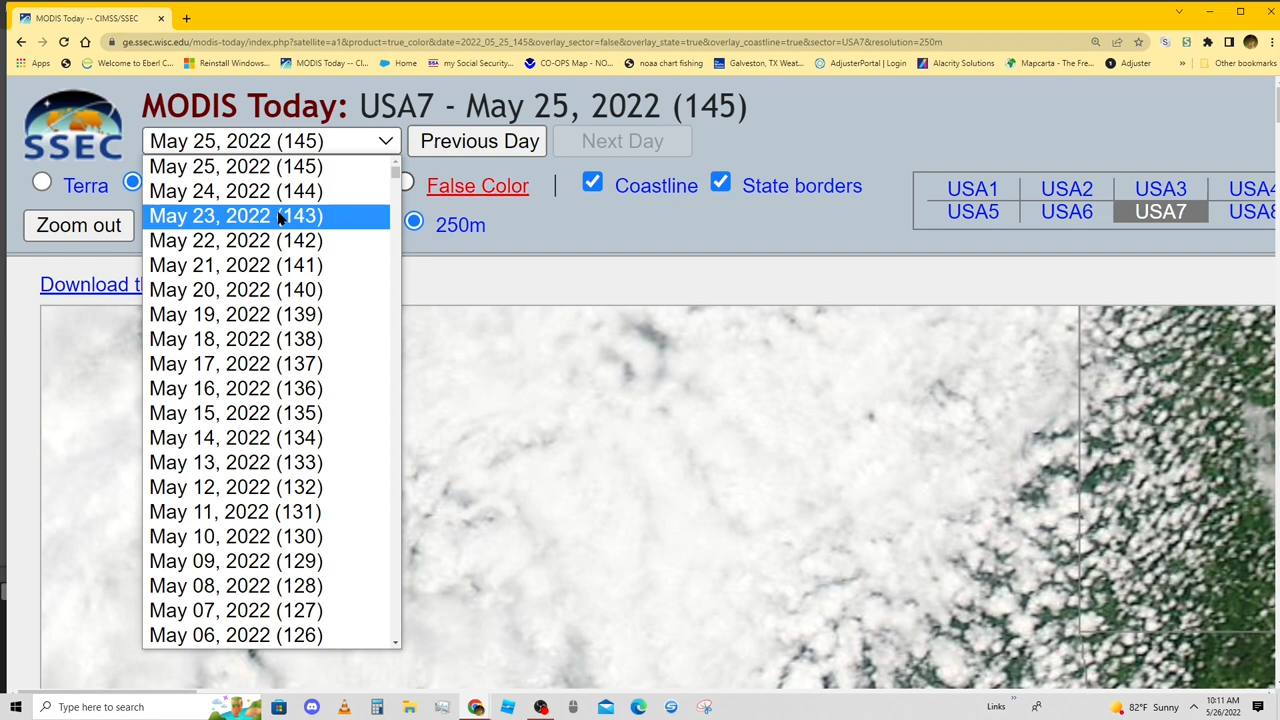 MODIS Today -- CIMSS/SSEC
ge.ssec.wisc.edu/modis-today/index.php?satellite=a1&product=true_color&date=2022_05_25_145&overlay_sector=false&overlay_state=true&overlay_coastline=true&sector=USA7&resolution=250m
Apps Welcome to Eberl C... Reinstall Windows... MODIS Today -- CI... Home my Social Security... CO-OPS Map - NO... noaa chart fishing Galveston, TX Weat... AdjusterPortal | Login Alacrity Solutions Mapcarta - The Fre... Adjuster » Other bookmarks
SSEC
MODIS Today: USA7 - May 25, 2022 (145)
May 25, 2022 (145) Previous Day Next Day
Terra False Color | Coastline State borders
USA1 USA2 USA3 USA4
USA5 USA6 USA7 USA8
Zoom out 250m
Download th
May 25, 2022 (145)
May 24, 2022 (144)
May 23, 2022 (143)
May 22, 2022 (142)
May 21, 2022 (141)
May 20, 2022 (140)
May 19, 2022 (139)
May 18, 2022 (138)
May 17, 2022 (137)
May 16, 2022 (136)
May 15, 2022 (135)
May 14, 2022 (134)
May 13, 2022 (133)
May 12, 2022 (132)
May 11, 2022 (131)
May 10, 2022 (130)
May 09, 2022 (129)
May 08, 2022 (128)
May 07, 2022 (127)
May 06, 2022 (126)
Type here to search
Links » 82°F Sunny 10:11 AM
5/26/2022